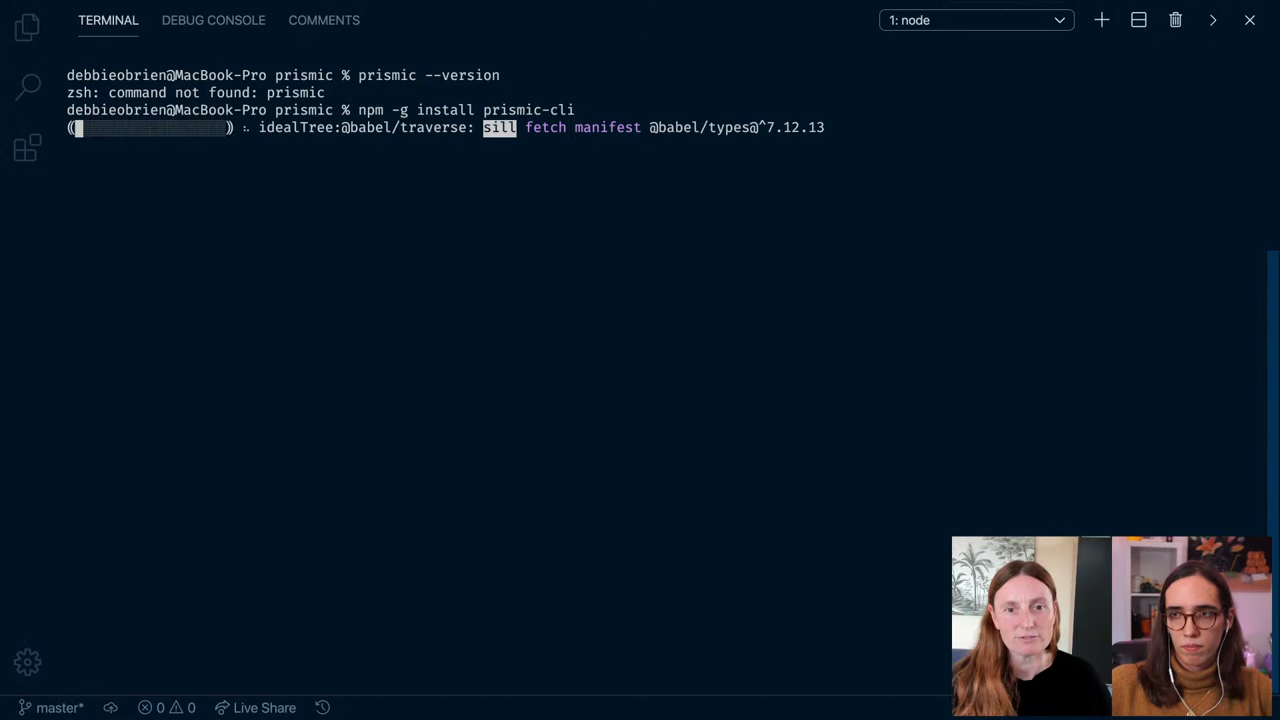 TERMINAL
DEBUG CONSOLE
COMMENTS
1: node
debbieobrien@MacBook-Pro prismic % prismic --version
zsh: command not found: prismic
debbieobrien@MacBook-Pro prismic % npm -g install prismic-cli
idealTree:@babel/traverse: sill fetch manifest @babel/types@^7.12.13
master*
0
0
Live Share